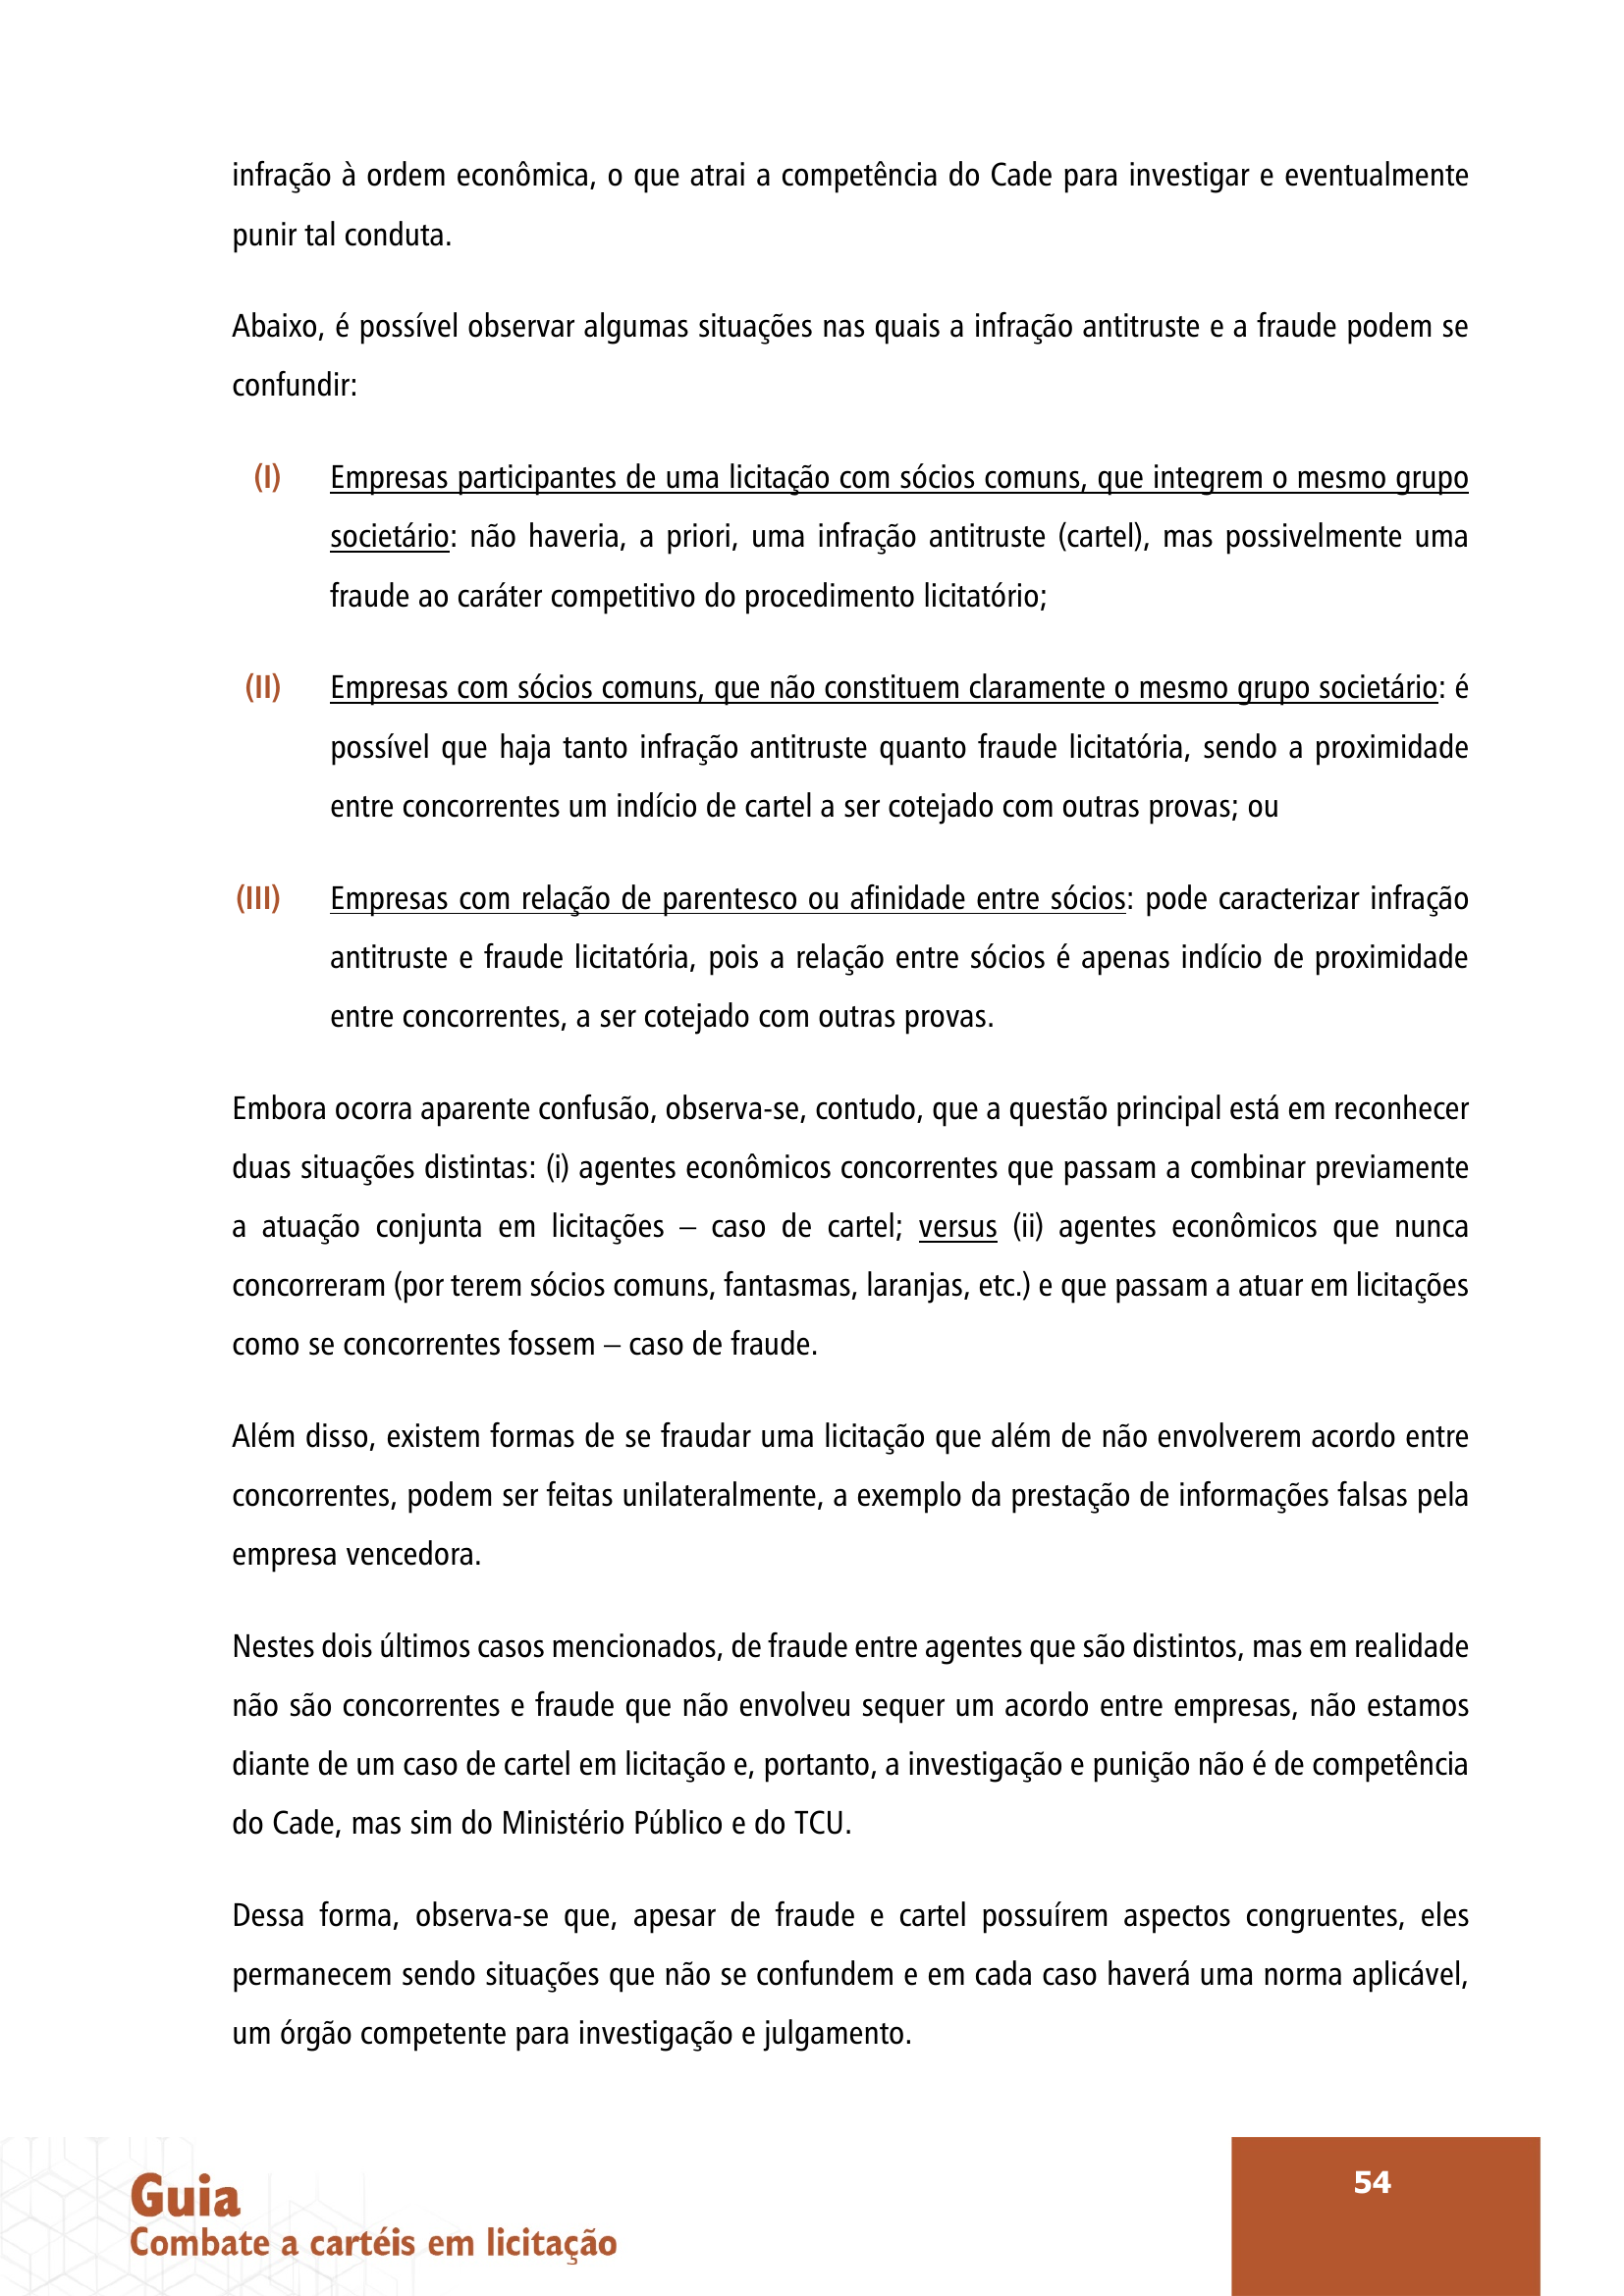 infração à ordem econômica, o que atrai a competência do Cade para investigar e eventualmente
punir tal conduta.
Abaixo, é possível observar algumas situações nas quais a infração antitruste e a fraude podem se
confundir:
(I) Empresas participantes de uma licitação com sócios comuns, que integrem o mesmo grupo
societário: não haveria, a priori, uma infração antitruste (cartel), mas possivelmente uma
fraude ao caráter competitivo do procedimento licitatório;
(II) Empresas com sócios comuns, que não constituem claramente o mesmo grupo societário: é
possível que haja tanto infração antitruste quanto fraude licitatória, sendo a proximidade
entre concorrentes um indício de cartel a ser cotejado com outras provas; ou
(III) Empresas com relação de parentesco ou afinidade entre sócios: pode caracterizar infração
antitruste e fraude licitatória, pois a relação entre sócios é apenas indício de proximidade
entre concorrentes, a ser cotejado com outras provas.
Embora ocorra aparente confusão, observa-se, contudo, que a questão principal está em reconhecer
duas situações distintas: (i) agentes econômicos concorrentes que passam a combinar previamente
a atuação conjunta em licitações – caso de cartel; versus (ii) agentes econômicos que nunca
concorreram (por terem sócios comuns, fantasmas, laranjas, etc.) e que passam a atuar em licitações
como se concorrentes fossem – caso de fraude.
Além disso, existem formas de se fraudar uma licitação que além de não envolverem acordo entre
concorrentes, podem ser feitas unilateralmente, a exemplo da prestação de informações falsas pela
empresa vencedora.
Nestes dois últimos casos mencionados, de fraude entre agentes que são distintos, mas em realidade
não são concorrentes e fraude que não envolveu sequer um acordo entre empresas, não estamos
diante de um caso de cartel em licitação e, portanto, a investigação e punição não é de competência
do Cade, mas sim do Ministério Público e do TCU.
Dessa forma, observa-se que, apesar de fraude e cartel possuírem aspectos congruentes, eles
permanecem sendo situações que não se confundem e em cada caso haverá uma norma aplicável,
um órgão competente para investigação e julgamento.
Guia
Combate a cartéis em licitação
54